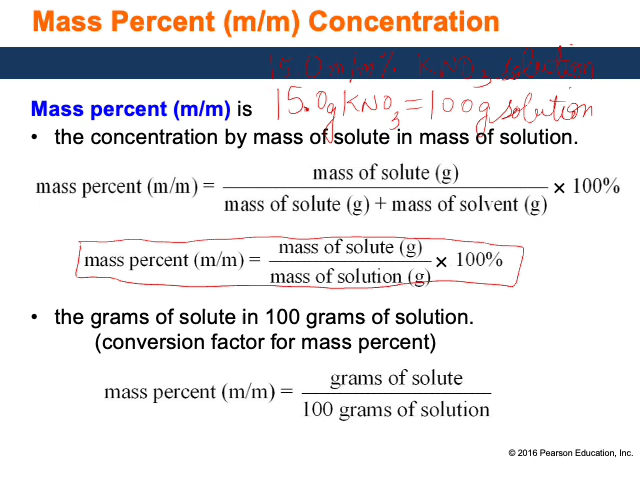 Mass Percent (m/m) Concentration
15.0 m/m% KNO3 solution
Mass percent (m/m) is
15.0g KNO3 = 100g solution
• the concentration by mass of solute in mass of solution.
mass percent (m/m) = mass of solute (g) / mass of solute (g) + mass of solvent (g) × 100%
mass percent (m/m) = mass of solute (g) / mass of solution (g) × 100%
• the grams of solute in 100 grams of solution.
(conversion factor for mass percent)
mass percent (m/m) = grams of solute / 100 grams of solution
© 2016 Pearson Education, Inc.